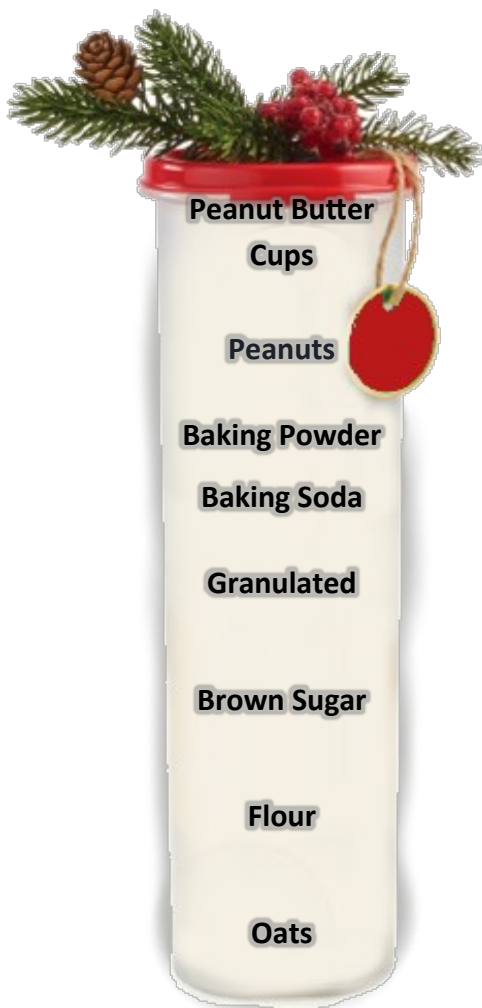 Peanut Butter
Cups
Peanuts
Baking Powder
Baking Soda
Granulated
Brown Sugar
Flour
Oats